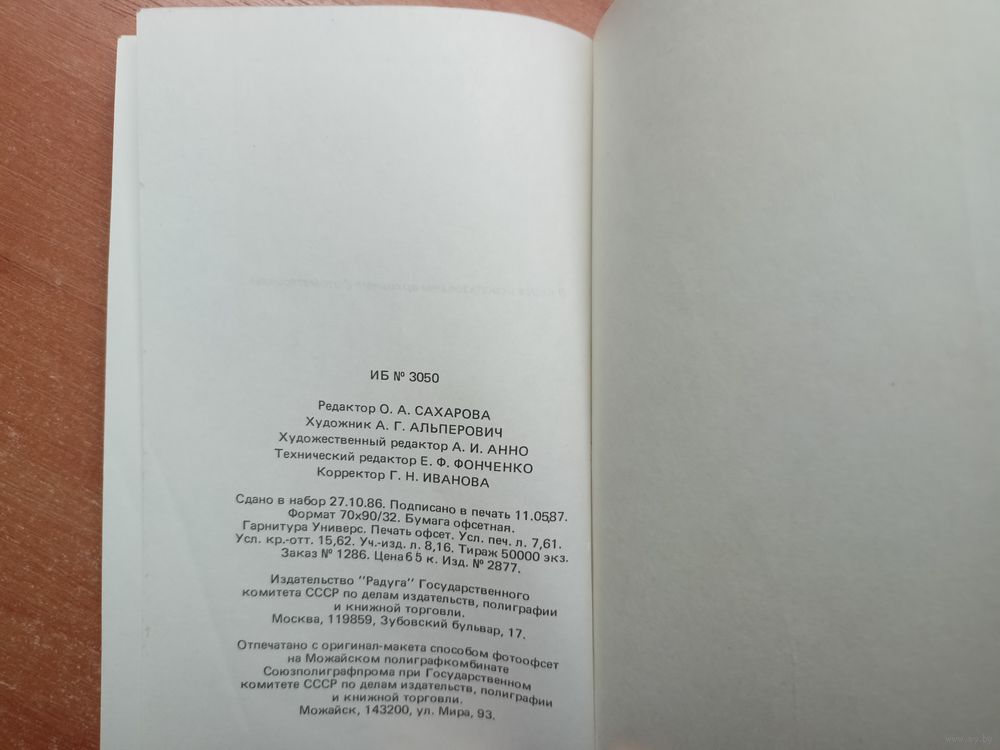 ИБ № 3050
Редактор О. А. САХАРОВА
Художник А. Г. АЛЬПЕРОВИЧ
Художественный редактор А. И. АННО
Технический редактор Е. Ф. ФОНЧЕНКО
Корректор Г. Н. ИВАНОВА
Сдано в набор 27.10.86. Подписано в печать 11.05.87.
Формат 70х90/32. Бумага офсетная.
Гарнитура Универс. Печать офсет. Усл. печ. л. 7,61.
Усл. кр.-отт. 15,62. Уч.-изд. л. 8,16. Тираж 50000 экз.
Заказ № 1286. Цена 65 к. Изд. № 2877.
Издательство "Радуга" Государственного
комитета СССР по делам издательств, полиграфии
и книжной торговли.
Москва, 119859, Зубовский бульвар, 17.
Отпечатано с оригинал-макета способом фотоофсет
на Можайском полиграфкомбинате
Союзполиграфпрома при Государственном
комитете СССР по делам издательств, полиграфии
и книжной торговли.
Можайск, 143200, ул. Мира, 93.
www.ay.by